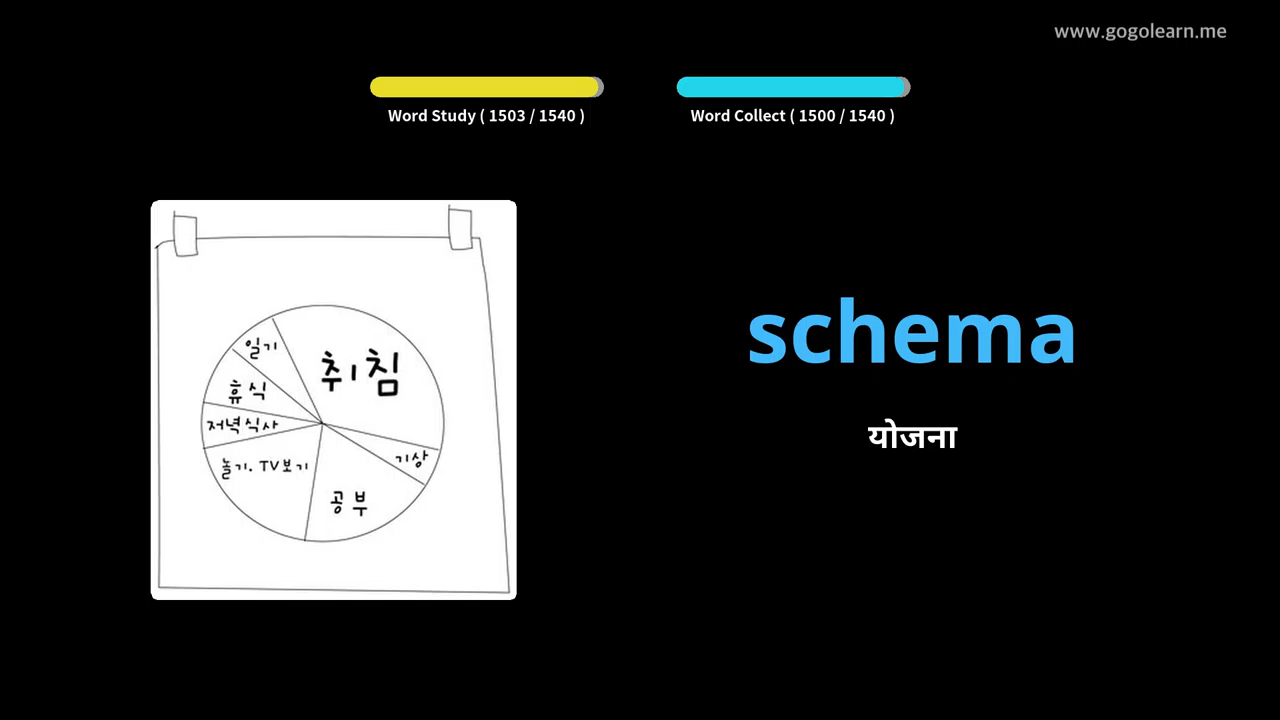 www.gogolearn.me
Word Study ( 1503 / 1540 )
Word Collect ( 1500 / 1540 )
일기
취침
휴식
저녁식사
놀기. TV보기
기상
공부
schema
योजना